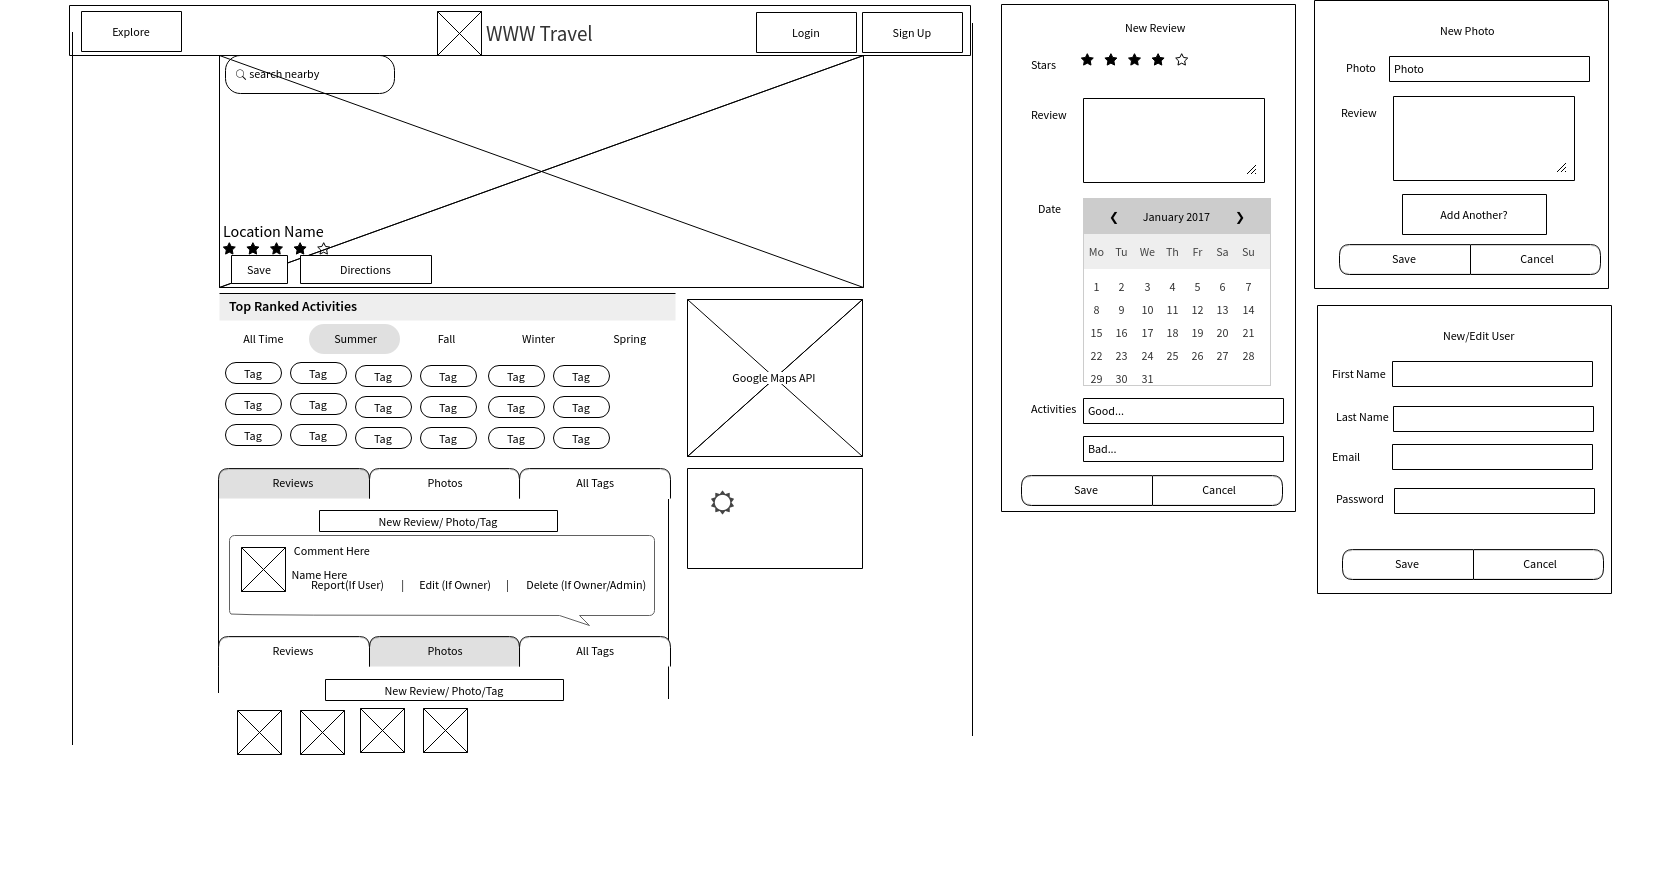 Explore
WWW Travel
Login
Sign Up
search nearby
Location Name
Save
Directions
Top Ranked Activities
All Time
Summer
Fall
Winter
Spring
Tag Tag Tag Tag Tag Tag
Tag Tag Tag Tag Tag Tag
Tag Tag Tag Tag Tag Tag
Google Maps API
Reviews
Photos
All Tags
New Review/ Photo/Tag
Comment Here
Name Here
Report(If User) | Edit (If Owner) | Delete (If Owner/Admin)
Reviews
Photos
All Tags
New Review/ Photo/Tag
New Review
Stars
Review
Date
January 2017
Mo Tu We Th Fr Sa Su
1 2 3 4 5 6 7
8 9 10 11 12 13 14
15 16 17 18 19 20 21
22 23 24 25 26 27 28
29 30 31
Activities
Good...
Bad...
Save
Cancel
New Photo
Photo
Photo
Review
Add Another?
Save
Cancel
New/Edit User
First Name
Last Name
Email
Password
Save
Cancel